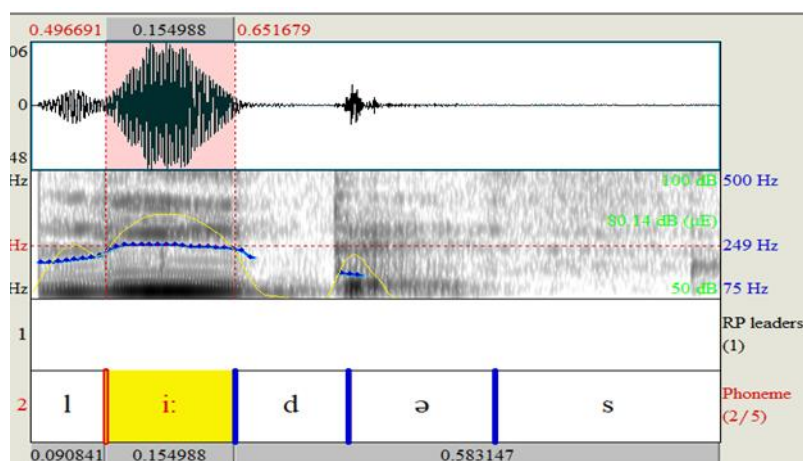 0.496691 0.154988 0.651679
06
0
48
Hz 100 dB 500 Hz
80.14 dB (µE)
Hz 249 Hz
Hz 50 dB 75 Hz
1 RP leaders
(1)
2 l i: d ə s Phoneme
(2/5)
0.090841 0.154988 0.583147